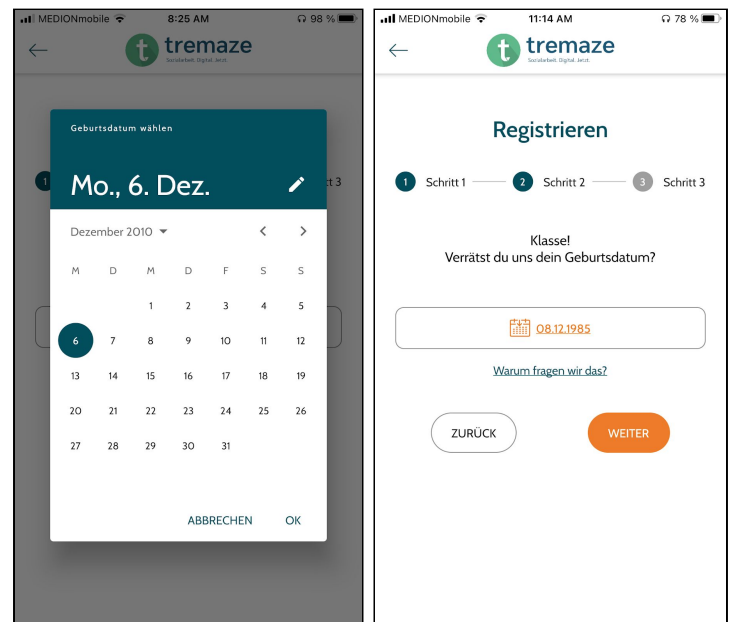 MEDIONmobile 8:25 AM 98 %
tremaze
Sozialarbeit. Digital. Jetzt.
Geburtsdatum wählen
Mo., 6. Dez.
1
t 3
Dezember 2010
M D M D F S S
1 2 3 4 5
6 7 8 9 10 11 12
13 14 15 16 17 18 19
20 21 22 23 24 25 26
27 28 29 30 31
ABBRECHEN OK
MEDIONmobile 11:14 AM 78 %
tremaze
Sozialarbeit. Digital. Jetzt.
Registrieren
1 Schritt 1 2 Schritt 2 3 Schritt 3
Klasse!
Verrätst du uns dein Geburtsdatum?
08.12.1985
Warum fragen wir das?
ZURÜCK WEITER